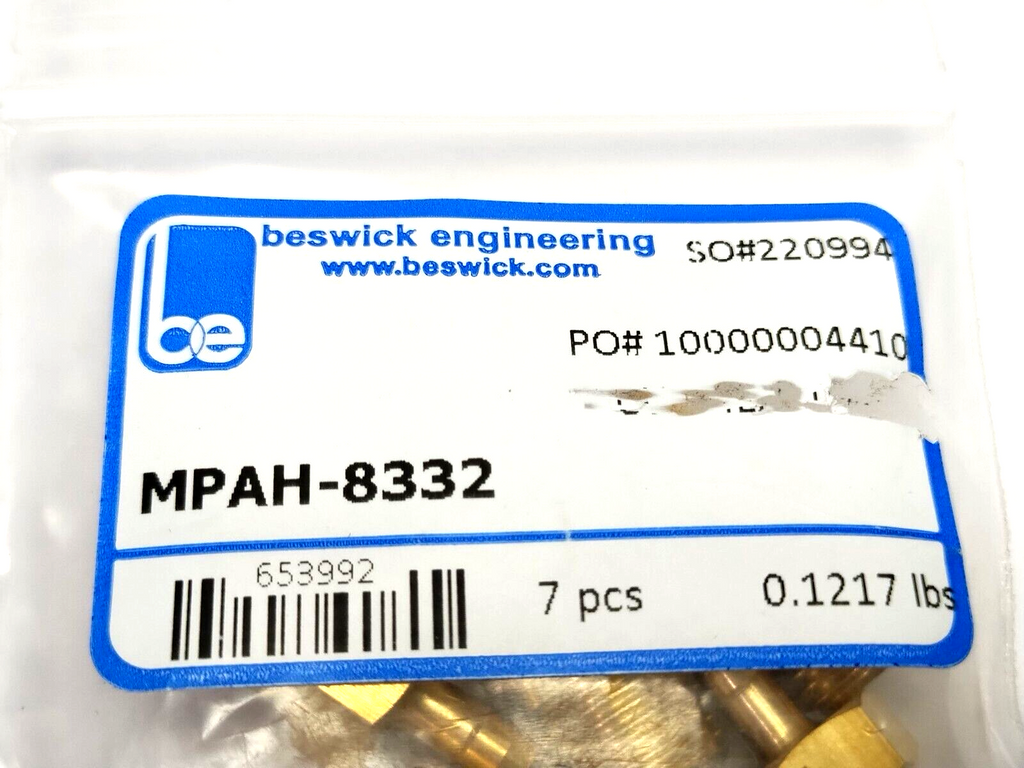 be
beswick engineering
www.beswick.com
SO#220994
PO# 10000004410
MPAH-8332
653992
7 pcs
0.1217 lbs